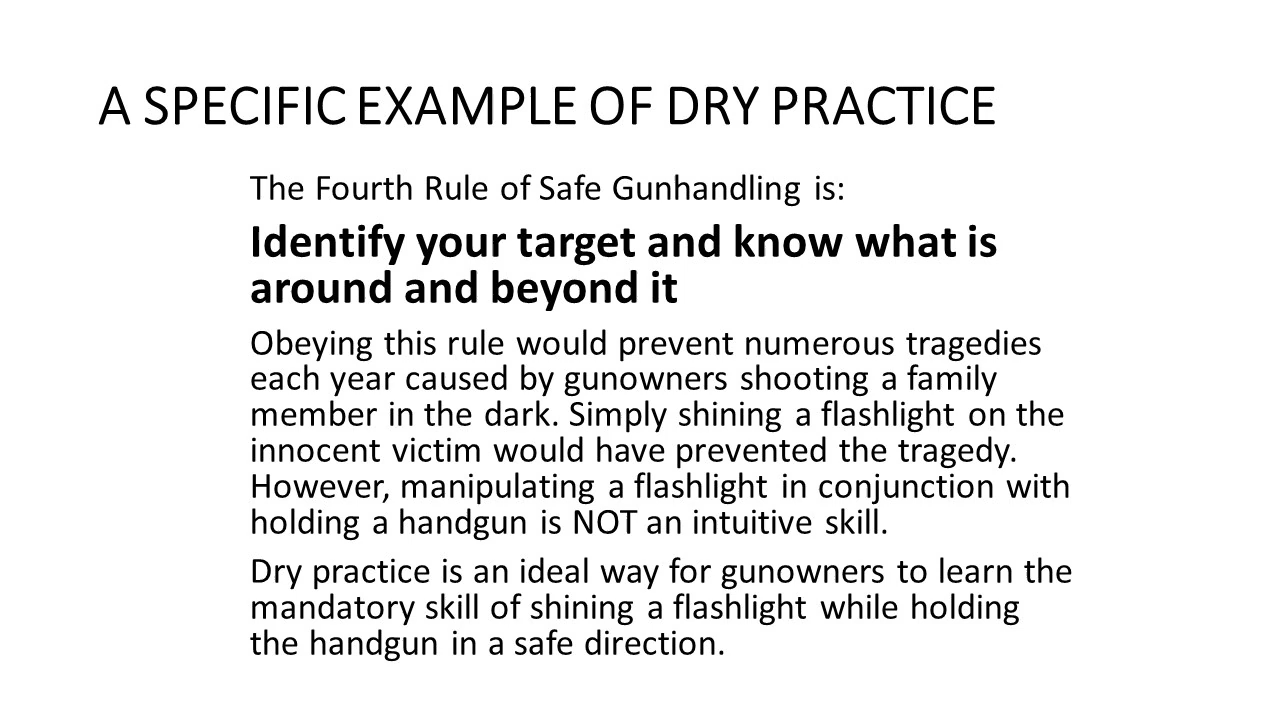 A SPECIFIC EXAMPLE OF DRY PRACTICE
The Fourth Rule of Safe Gunhandling is:
Identify your target and know what is
around and beyond it
Obeying this rule would prevent numerous tragedies
each year caused by gunowners shooting a family
member in the dark. Simply shining a flashlight on the
innocent victim would have prevented the tragedy.
However, manipulating a flashlight in conjunction with
holding a handgun is NOT an intuitive skill.
Dry practice is an ideal way for gunowners to learn the
mandatory skill of shining a flashlight while holding
the handgun in a safe direction.